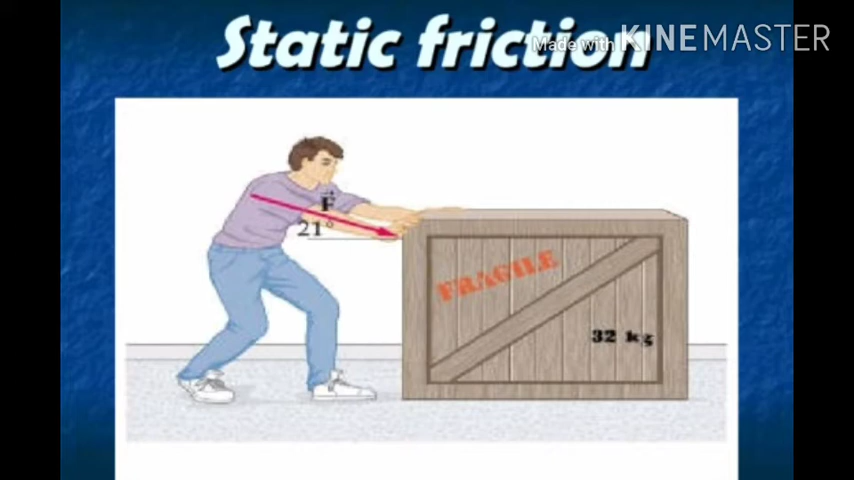 Static friction
Made with KINEMASTER
F
21°
FRAGILE
32 kg